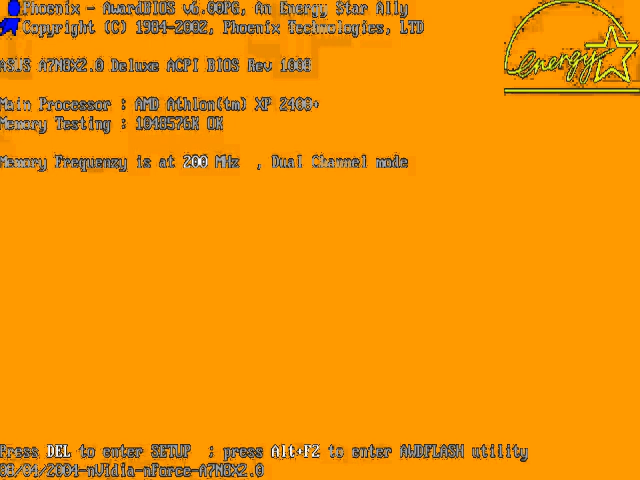 Phoenix - AwardBIOS v6.00PG, An Energy Star Ally
Copyright (C) 1984-2002, Phoenix Technologies, LTD
energy
ASUS A7N8X2.0 Deluxe ACPI BIOS Rev 1008
Main Processor : AMD Athlon(tm) XP 2400+
Memory Testing : 1048576K OK
Memory Frequenzy is at 200 MHz , Dual Channel mode
Press DEL to enter SETUP ; press Alt+F2 to enter AWDFLASH utility
08/04/2004-nVidia-nForce-A7N8X2.0